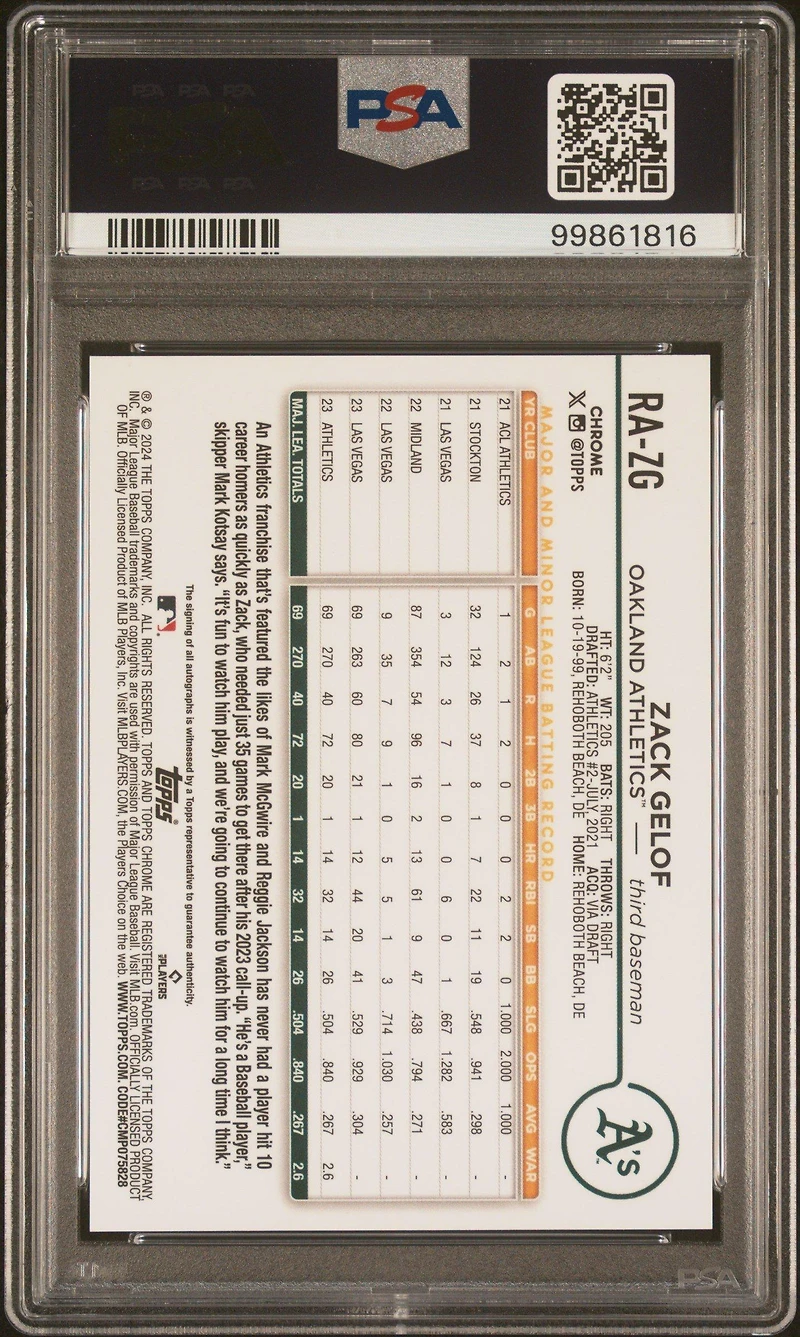 PSA PSA PSA
PSA
PSA PSA PSA
PSA
99861816
RA-ZG
ZACK GELOF
OAKLAND ATHLETICS™ — third baseman
HT: 6'2" WT: 205 BATS: RIGHT THROWS: RIGHT
DRAFTED: ATHLETICS #2-JULY, 2021 ACQ: VIA DRAFT
BORN: 10-19-99, REHOBOTH BEACH, DE HOME: REHOBOTH BEACH, DE
CHROME
X @TOPPS
A's
MAJOR AND MINOR LEAGUE BATTING RECORD
YR CLUB G AB R H 2B 3B HR RBI SB BB SLG OPS AVG WAR
21 ACL ATHLETICS 1 2 1 2 0 0 0 2 2 0 1.000 2.000 1.000 -
21 STOCKTON 32 124 26 37 8 1 7 22 11 19 .548 .941 .298 -
21 LAS VEGAS 3 12 3 7 1 0 0 6 0 1 .667 1.282 .583 -
22 MIDLAND 87 354 54 96 16 2 13 61 9 47 .438 .794 .271 -
22 LAS VEGAS 9 35 7 9 1 0 5 5 1 3 .714 1.030 .257 -
23 LAS VEGAS 69 263 60 80 21 1 12 44 20 41 .529 .929 .304 -
23 ATHLETICS 69 270 40 72 20 1 14 32 14 26 .504 .840 .267 2.6
MAJ. LEA. TOTALS 69 270 40 72 20 1 14 32 14 26 .504 .840 .267 2.6
An Athletics franchise that's featured the likes of Mark McGwire and Reggie Jackson has never had a player hit 10
career homers as quickly as Zack, who needed just 35 games to get there after his 2023 call-up. "He's a Baseball player,"
skipper Mark Kotsay says. "It's fun to watch him play, and we're going to continue to watch him for a long time I think."
The signing of all autographs is witnessed by a Topps representative to guarantee authenticity.
topps®
PLAYERS
® & © 2024 THE TOPPS COMPANY, INC. ALL RIGHTS RESERVED. TOPPS AND TOPPS CHROME ARE REGISTERED TRADEMARKS OF THE TOPPS COMPANY,
INC. Major League Baseball trademarks and copyrights are used with permission of Major League Baseball. Visit MLB.com. OFFICIALLY LICENSED PRODUCT
OF MLB. Officially Licensed Product of MLB Players, Inc. Visit MLBPLAYERS.COM, the Players Choice on the web. WWW.TOPPS.COM. CODE#CMP075828
PSA